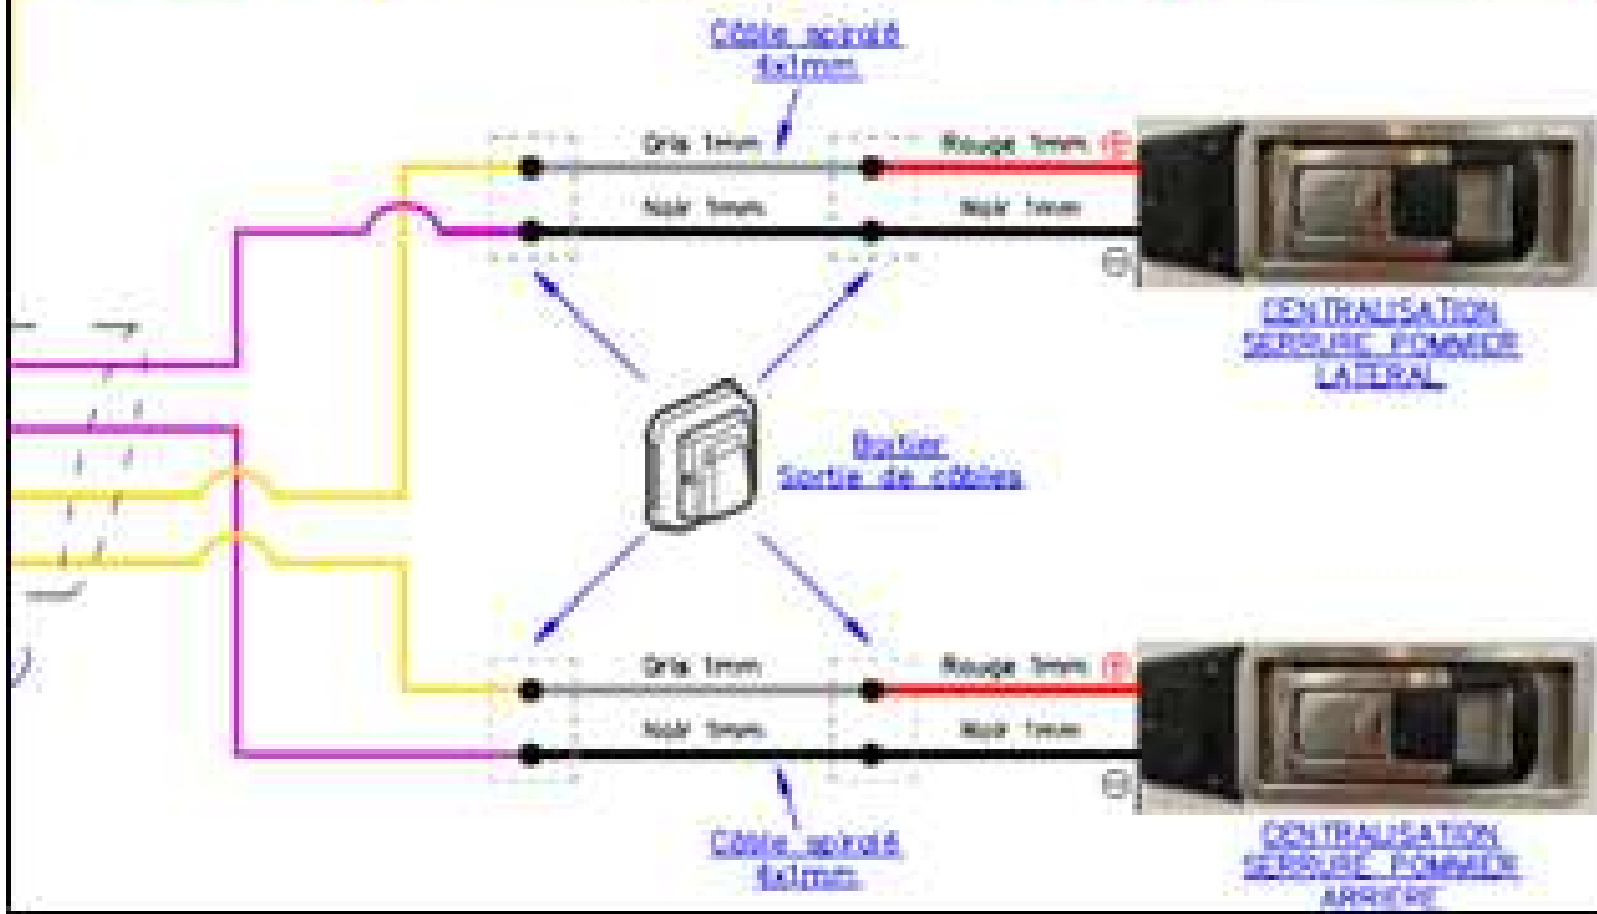 Câble spiralé
4x1mm
Gris 1mm
Rouge 1mm +
Noir 1mm
Noir 1mm
-
CENTRALISATION
SERRURE POMMIER
LATERAL
Boitier
Sortie de câbles
Gris 1mm
Rouge 1mm +
Noir 1mm
Noir 1mm
-
Câble spiralé
4x1mm
CENTRALISATION
SERRURE POMMIER
ARRIERE